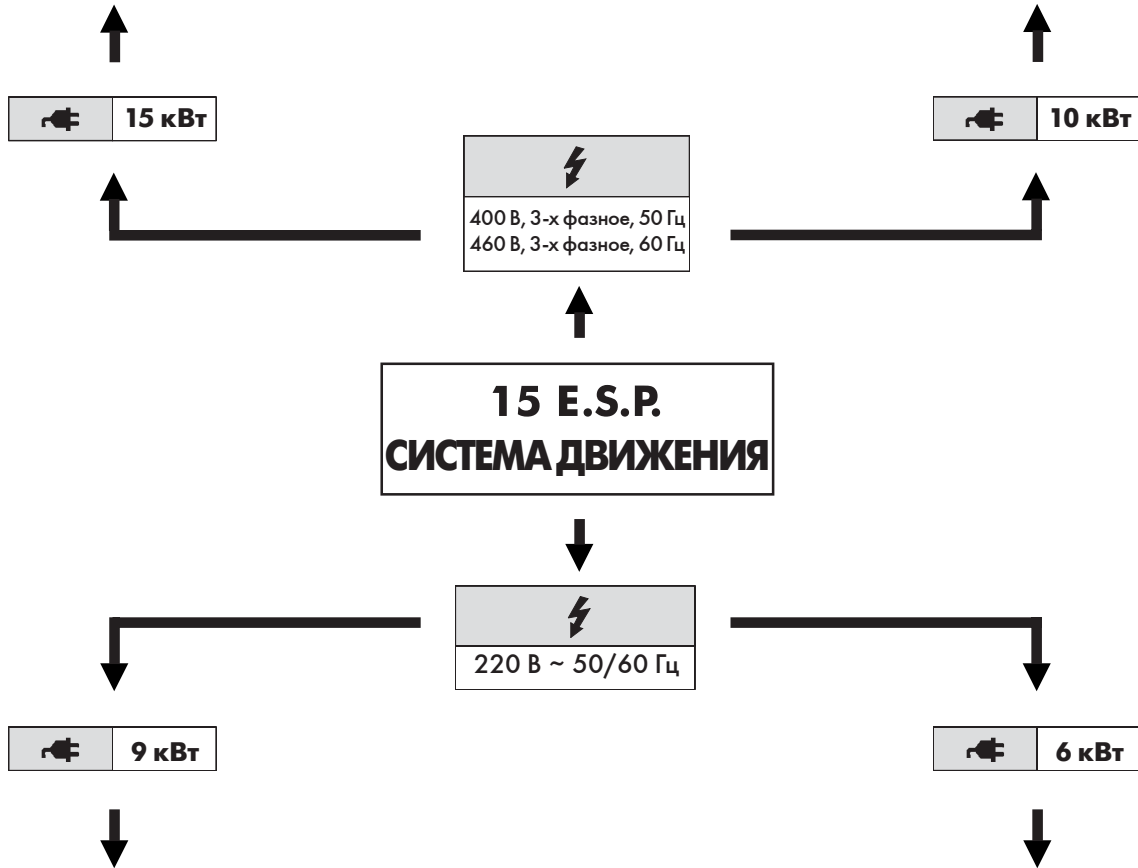 15 кВт
10 кВт
400 В, 3-х фазное, 50 Гц
460 В, 3-х фазное, 60 Гц
15 E.S.P.
СИСТЕМА ДВИЖЕНИЯ
220 В ~ 50/60 Гц
9 кВт
6 кВт